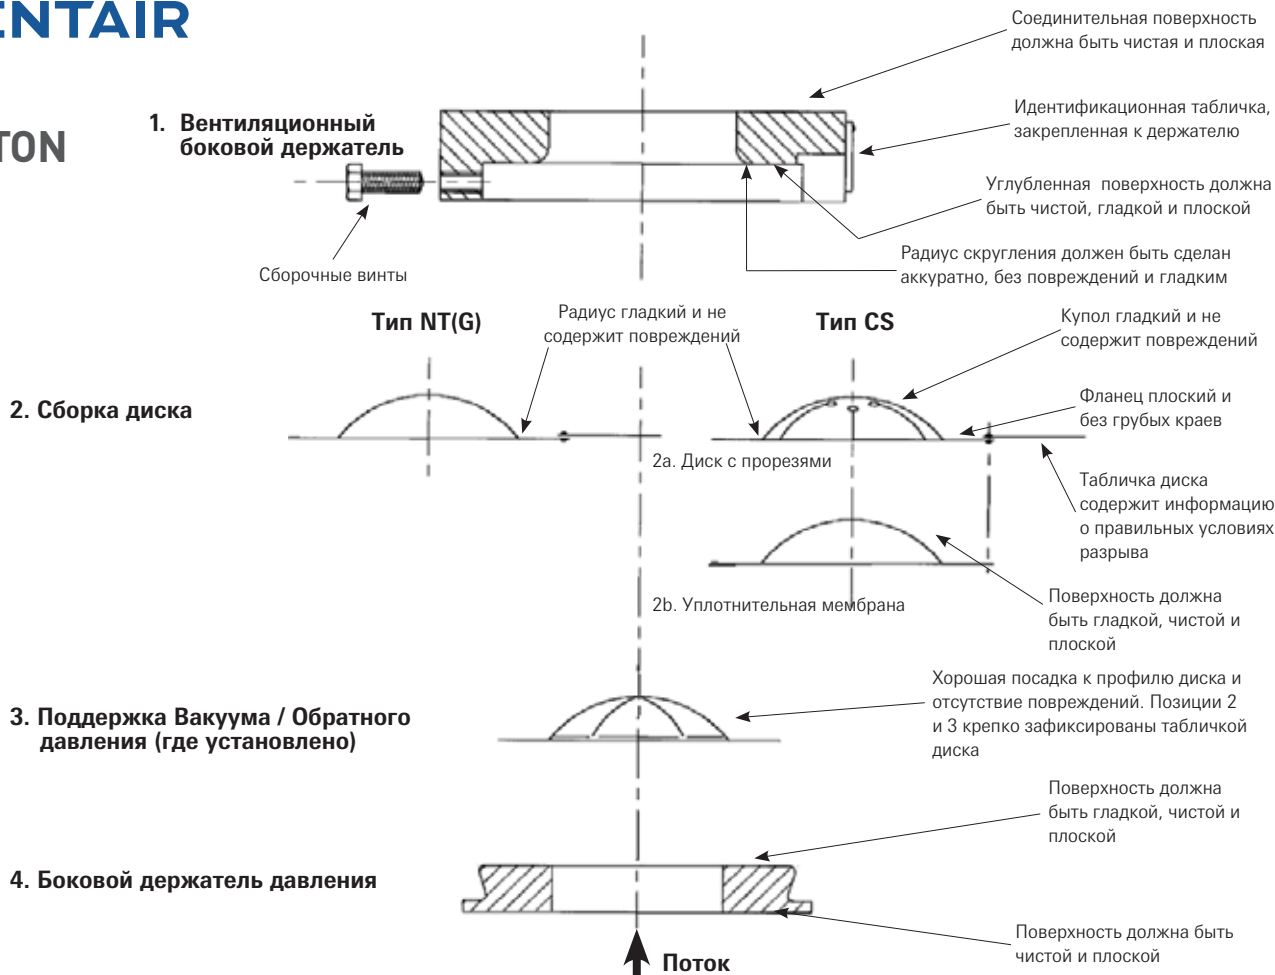 ENTAIR
Соединительная поверхность
должна быть чистая и плоская
TON
1. Вентиляционный
боковой держатель
Идентификационная табличка,
закрепленная к держателю
Углубленная поверхность должна
быть чистой, гладкой и плоской
Радиус скругления должен быть сделан
аккуратно, без повреждений и гладким
Сборочные винты
Тип NT(G)
Радиус гладкий и не
содержит повреждений
Тип CS
Купол гладкий и не
содержит повреждений
2. Сборка диска
Фланец плоский и
без грубых краев
2a. Диск с прорезями
Табличка диска
содержит информацию
о правильных условиях
разрыва
2b. Уплотнительная мембрана
Поверхность должна
быть гладкой, чистой и
плоской
3. Поддержка Вакуума / Обратного
давления (где установлено)
Хорошая посадка к профилю диска и
отсутствие повреждений. Позиции 2
и 3 крепко зафиксированы табличкой
диска
Поверхность должна
быть гладкой, чистой и
плоской
4. Боковой держатель давления
Поверхность должна быть
чистой и плоской
Поток